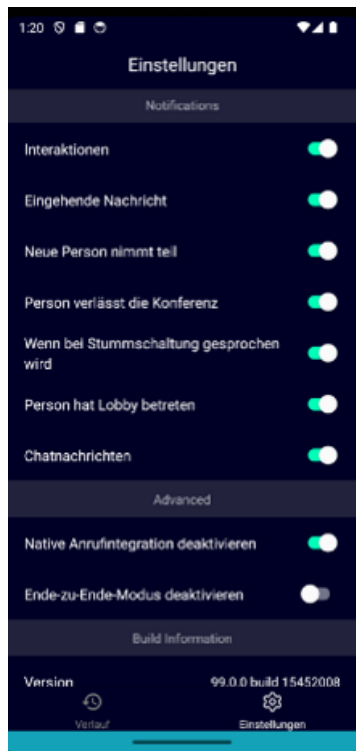 1:20
Einstellungen
Notifications
Interaktionen
Eingehende Nachricht
Neue Person nimmt teil
Person verlässt die Konferenz
Wenn bei Stummschaltung gesprochen
wird
Person hat Lobby betreten
Chatnachrichten
Advanced
Native Anrufintegration deaktivieren
Ende-zu-Ende-Modus deaktivieren
Build Information
Version 99.0.0 build 15452008
Verlauf Einstellungen